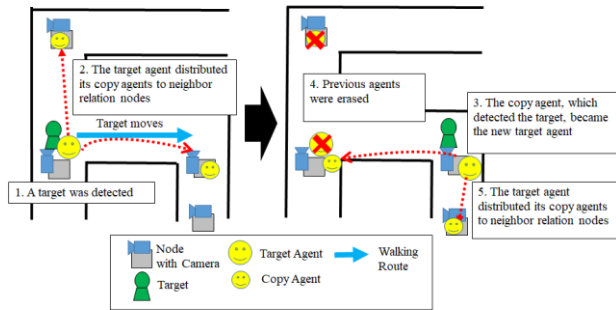 2. The target agent distributed
its copy agents to neighbor
relation nodes
Target moves
1. A target was detected
4. Previous agents
were erased
3. The copy agent, which
detected the target, became
the new target agent
5. The target agent
distributed its copy agents
to neighbor relation nodes
Node
with Camera
Target Agent
Walking
Route
Target
Copy Agent